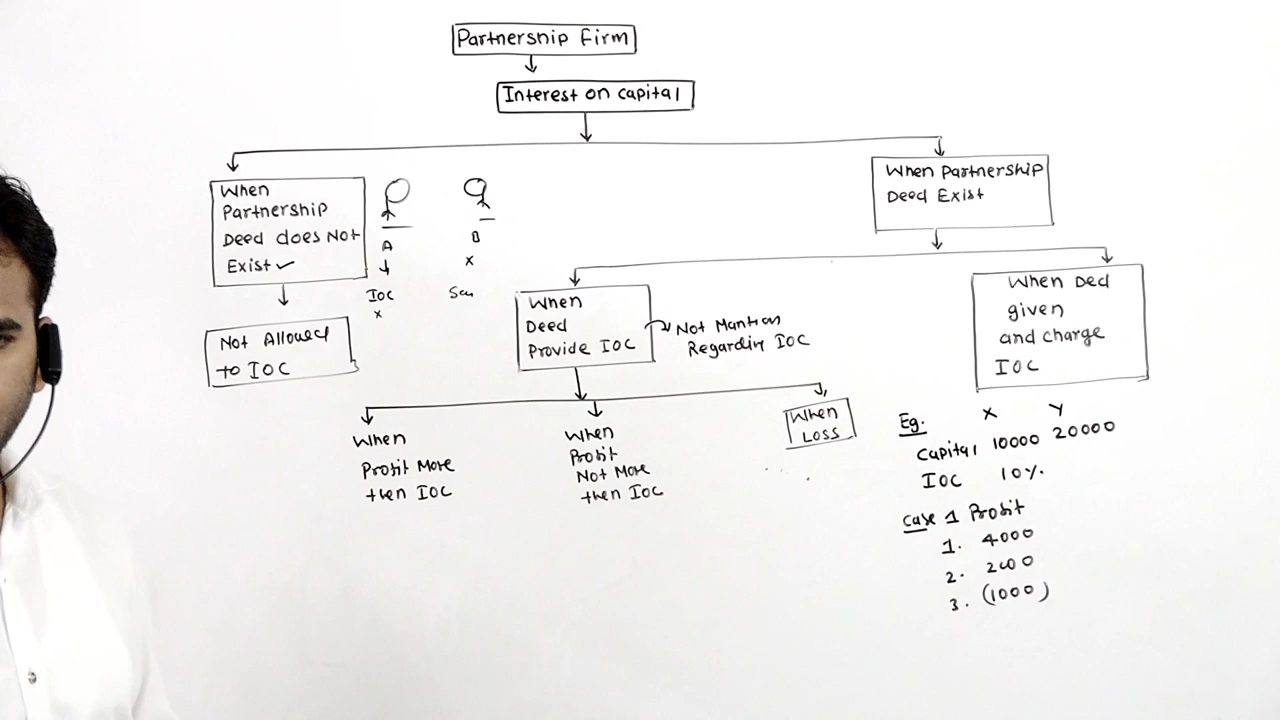 Partnership Firm
Interest on capital
When
Partnership
Deed does Not
Exist ✓
A
IOC
x
B
x
When Partnership
Deed Exist
Not Allowed
to IOC
When
Deed
Provide IOC
Not Mantion
Regarding IOC
When Ded
given
and charge
IOC
When
Profit More
then IOC
When
Profit
Not More
then IOC
When
Loss
Eg. X Y
Capital 10000 20000
IOC 10%
Case 1 Profit
1. 4000
2. 2000
3. (1000)